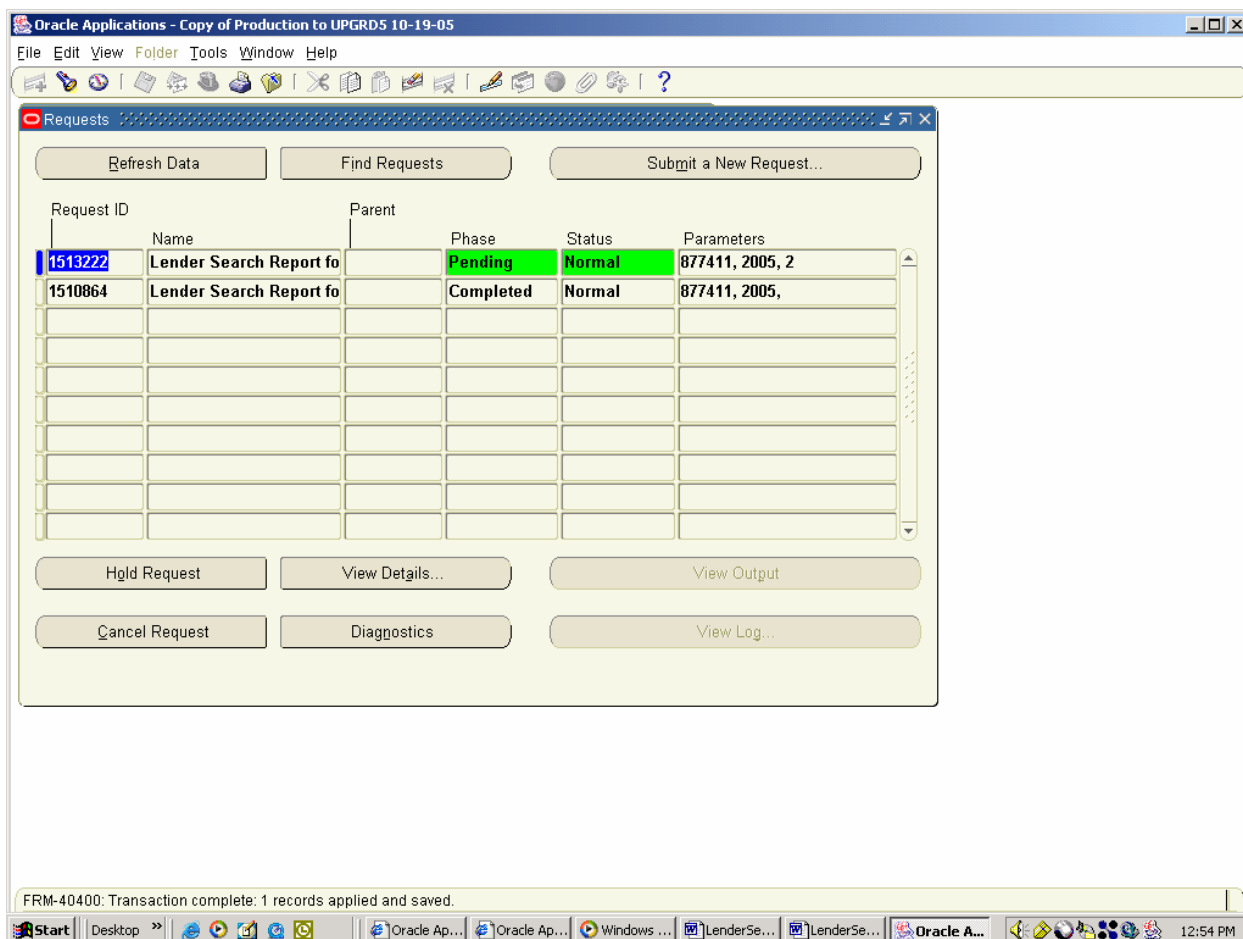 Oracle Applications - Copy of Production to UPGRD5 10-19-05
File Edit View Folder Tools Window Help
Requests
Refresh Data Find Requests Submit a New Request...
Request ID Parent
Name Phase Status Parameters
1513222 Lender Search Report fo Pending Normal 877411, 2005, 2
1510864 Lender Search Report fo Completed Normal 877411, 2005,
Hold Request View Details... View Output
Cancel Request Diagnostics View Log...
FRM-40400: Transaction complete: 1 records applied and saved.
Start Desktop » Oracle Ap... Oracle Ap... Windows ... LenderSe... LenderSe... Oracle A... 12:54 PM